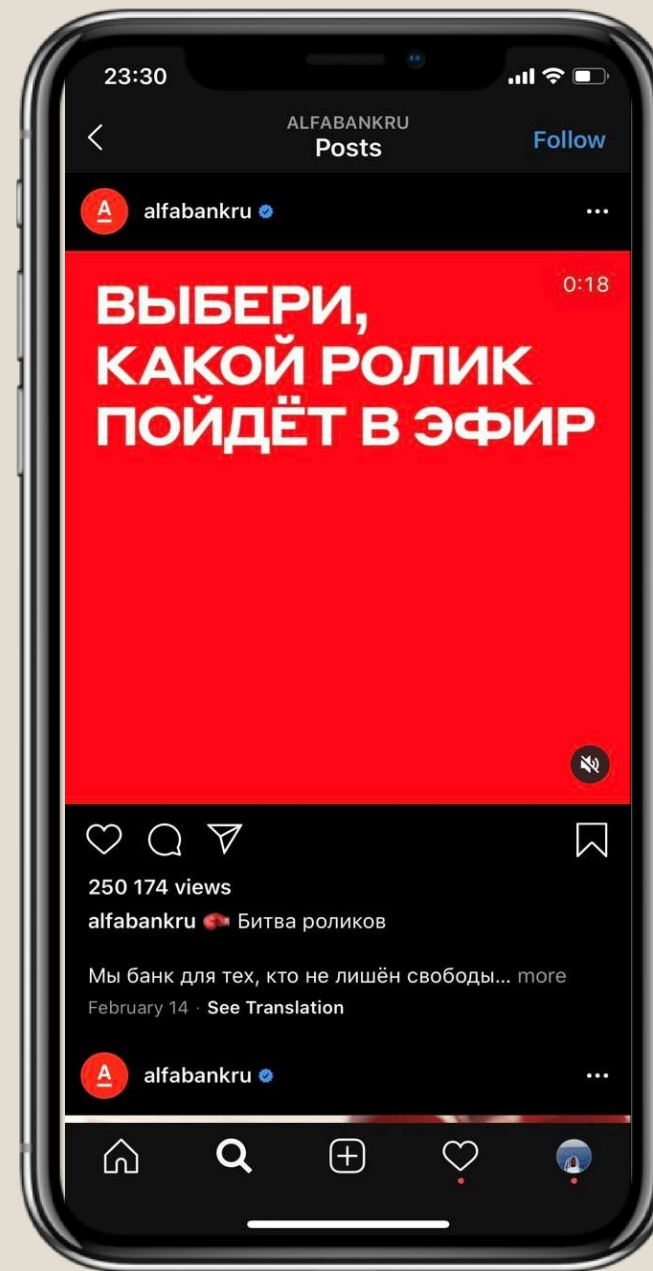 23:30
ALFABANKRU
Posts
Follow
A alfabankru
ВЫБЕРИ,
0:18
КАКОЙ РОЛИК
ПОЙДЁТ В ЭФИР
250 174 views
alfabankru 🥊 Битва роликов
Мы банк для тех, кто не лишён свободы... more
February 14 · See Translation
A alfabankru